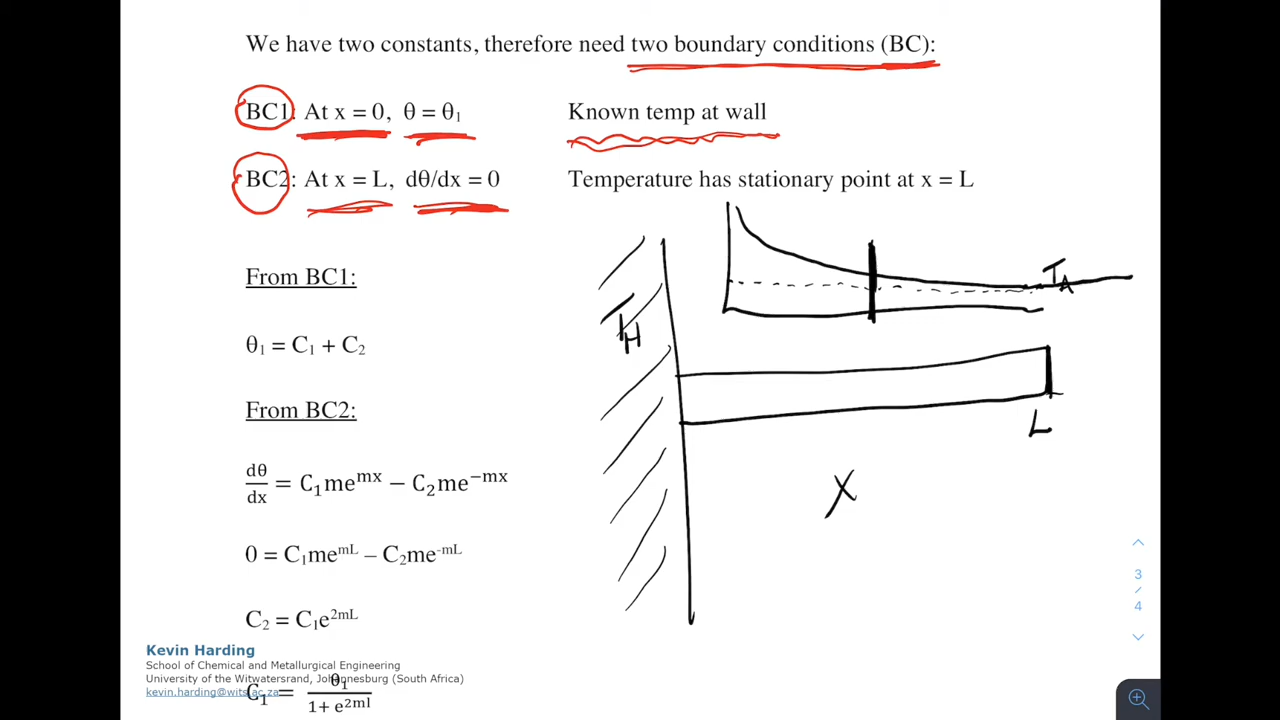 We have two constants, therefore need two boundary conditions (BC):
BC1: At x = 0, θ = θ₁ Known temp at wall
BC2: At x = L, dθ/dx = 0 Temperature has stationary point at x = L
From BC1:
T_A
T_H
θ₁ = C₁ + C₂
From BC2:
L
dθ/dx = C₁me^mx − C₂me^−mx
X
0 = C₁me^mL – C₂me^-mL
C₂ = C₁e^2mL
3
/
4
Kevin Harding
School of Chemical and Metallurgical Engineering
University of the Witwatersrand, Johannesburg (South Africa)
kevin.harding@wits.ac.za
C₁ = θ₁/1+ e^2ml